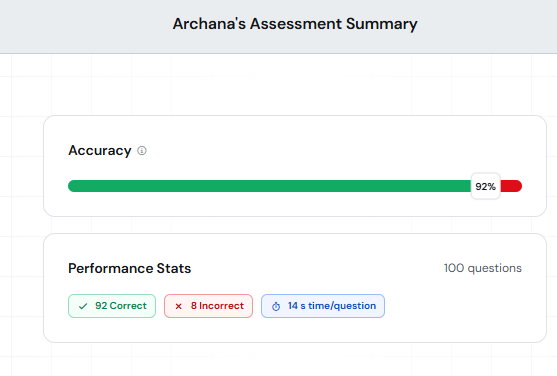 Archana's Assessment Summary
Accuracy
92%
Performance Stats 100 questions
92 Correct 8 Incorrect 14 s time/question